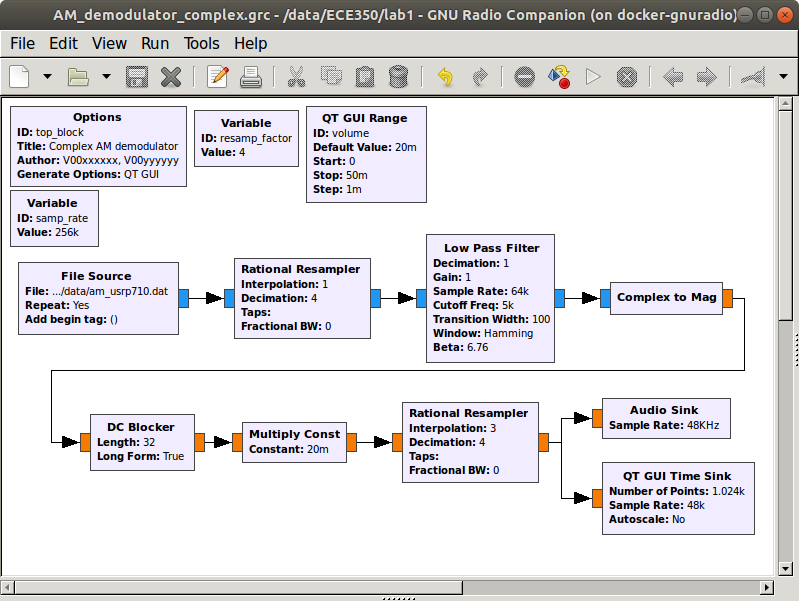 AM_demodulator_complex.grc - /data/ECE350/lab1 - GNU Radio Companion (on docker-gnuradio)
File Edit View Run Tools Help
Options
ID: top_block
Title: Complex AM demodulator
Author: V00xxxxxx, V00yyyyyy
Generate Options: QT GUI
Variable
ID: resamp_factor
Value: 4
QT GUI Range
ID: volume
Default Value: 20m
Start: 0
Stop: 50m
Step: 1m
Variable
ID: samp_rate
Value: 256k
File Source
File: .../data/am_usrp710.dat
Repeat: Yes
Add begin tag: ()
Rational Resampler
Interpolation: 1
Decimation: 4
Taps:
Fractional BW: 0
Low Pass Filter
Decimation: 1
Gain: 1
Sample Rate: 64k
Cutoff Freq: 5k
Transition Width: 100
Window: Hamming
Beta: 6.76
Complex to Mag
DC Blocker
Length: 32
Long Form: True
Multiply Const
Constant: 20m
Rational Resampler
Interpolation: 3
Decimation: 4
Taps:
Fractional BW: 0
Audio Sink
Sample Rate: 48KHz
QT GUI Time Sink
Number of Points: 1.024k
Sample Rate: 48k
Autoscale: No